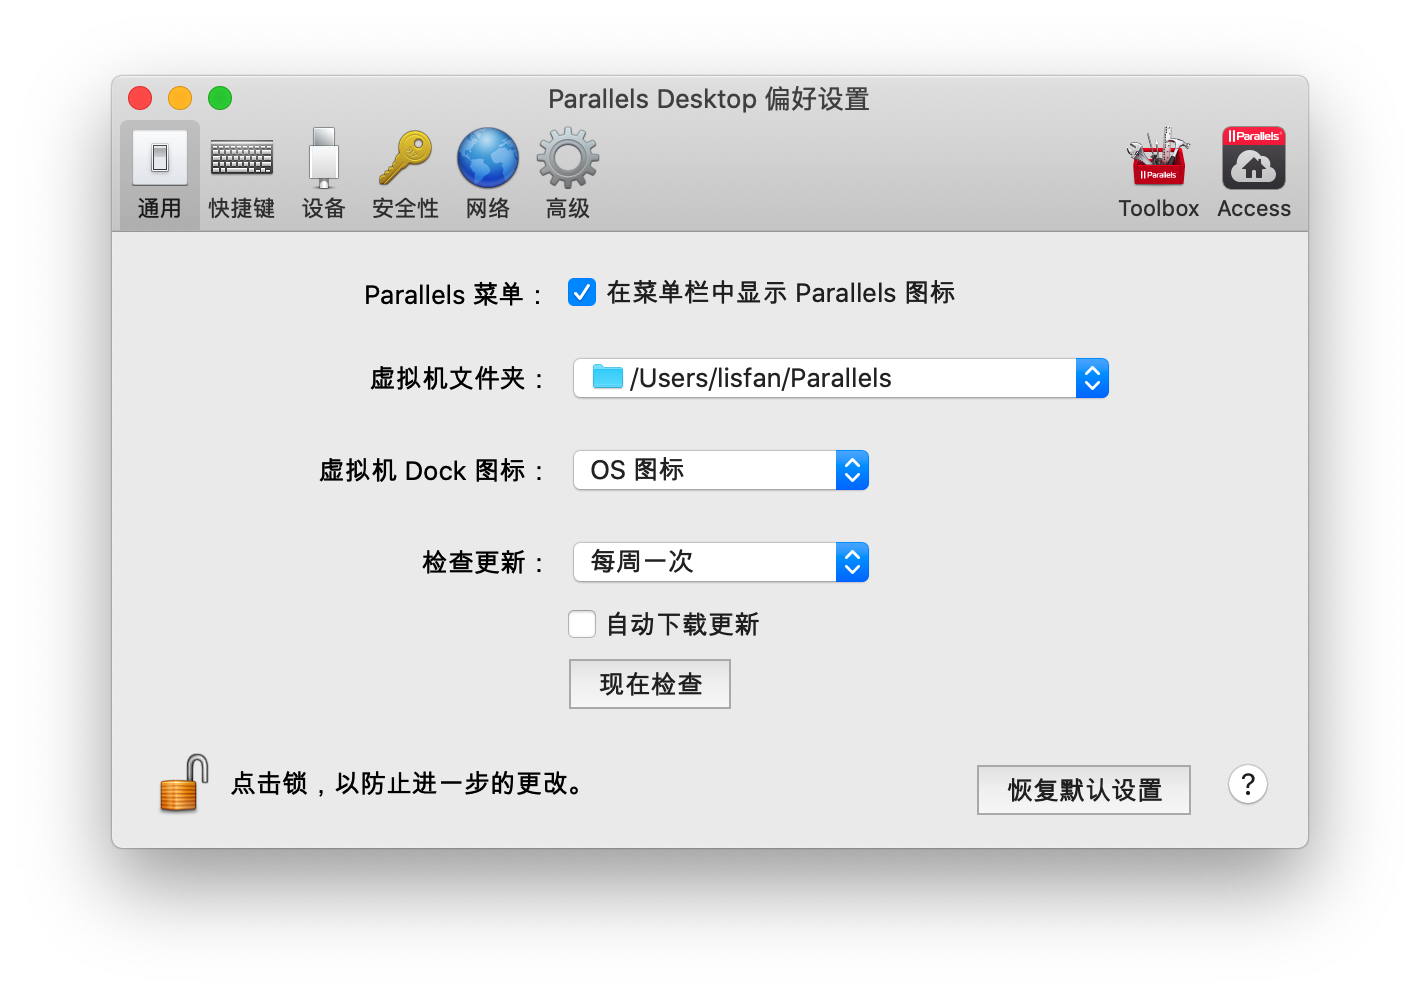 Parallels Desktop 偏好设置
通用 快捷键 设备 安全性 网络 高级 Toolbox Access
Parallels
Parallels
Parallels 菜单： 在菜单栏中显示 Parallels 图标
虚拟机文件夹： /Users/lisfan/Parallels
虚拟机 Dock 图标： OS 图标
检查更新： 每周一次
自动下载更新
现在检查
点击锁，以防止进一步的更改。
恢复默认设置 ?